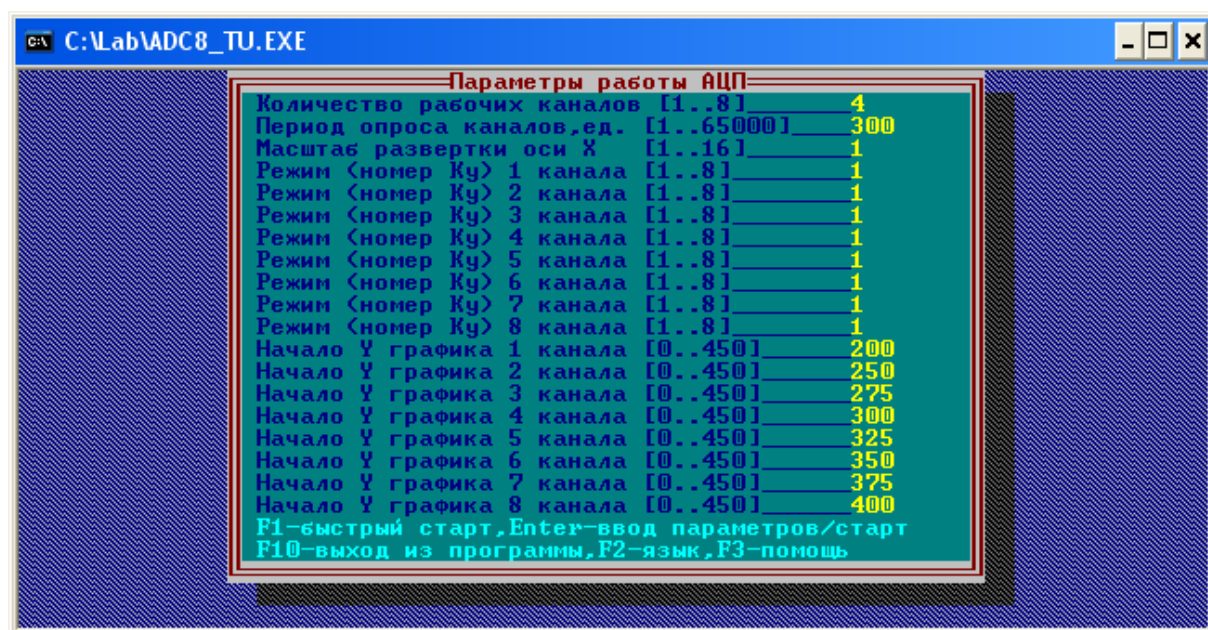 C:\Lab\ADC8_TU.EXE
Параметры работы АЦП
Количество рабочих каналов [1..8]_______4
Период опроса каналов,ед. [1..65000]____300
Масштаб развертки оси X [1..16]_______1
Режим (номер Ку) 1 канала [1..8]________1
Режим (номер Ку) 2 канала [1..8]________1
Режим (номер Ку) 3 канала [1..8]________1
Режим (номер Ку) 4 канала [1..8]________1
Режим (номер Ку) 5 канала [1..8]________1
Режим (номер Ку) 6 канала [1..8]________1
Режим (номер Ку) 7 канала [1..8]________1
Режим (номер Ку) 8 канала [1..8]________1
Начало Y графика 1 канала [0..450]______200
Начало Y графика 2 канала [0..450]______250
Начало Y графика 3 канала [0..450]______275
Начало Y графика 4 канала [0..450]______300
Начало Y графика 5 канала [0..450]______325
Начало Y графика 6 канала [0..450]______350
Начало Y графика 7 канала [0..450]______375
Начало Y графика 8 канала [0..450]______400
F1-быстрый старт,Enter-ввод параметров/старт
F10-выход из программы,F2-язык,F3-помощь